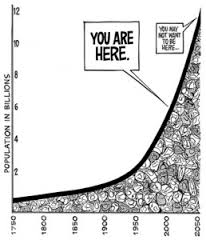 12
10
8
6
4
2
POPULATION IN BILLIONS
YOU ARE
HERE.
YOU MAY
NOT WANT
TO BE
HERE...
1750
1800
1850
1900
1950
2000
2050